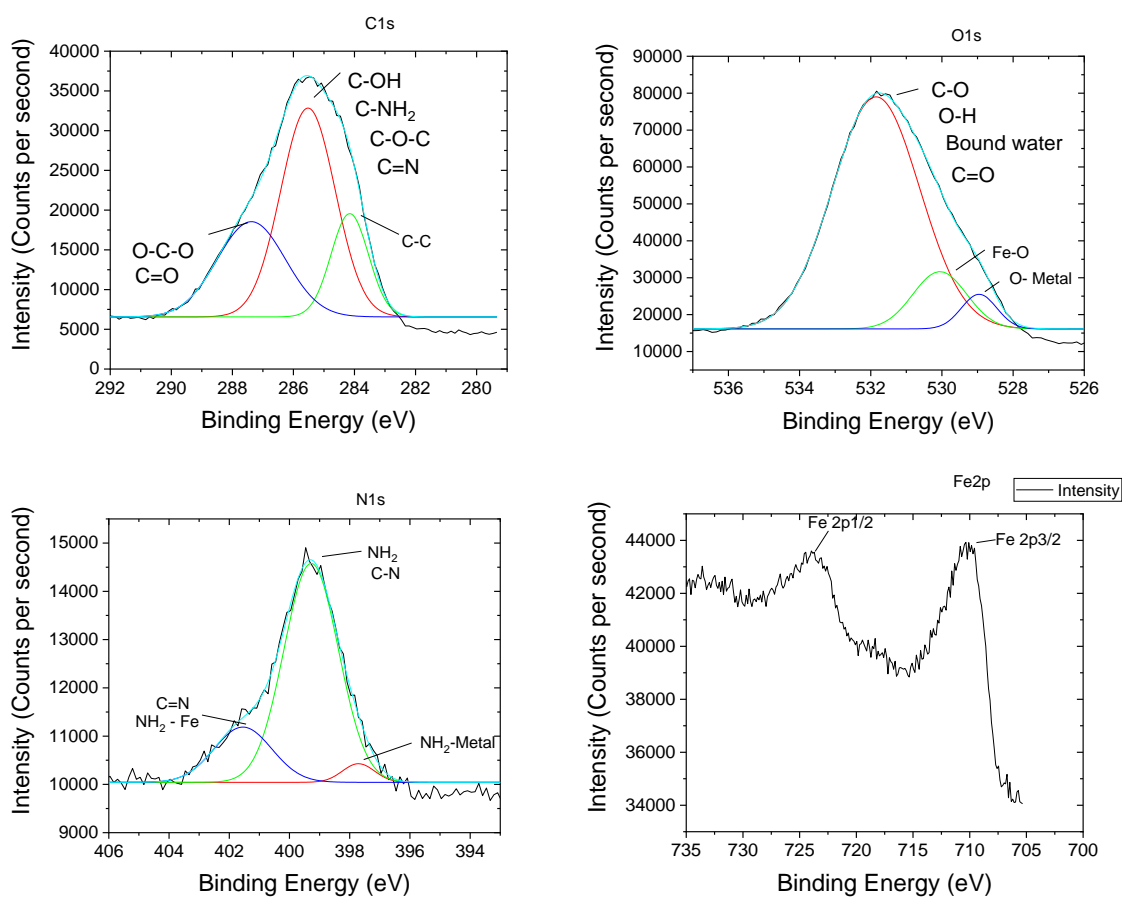 C1s
Intensity (Counts per second)
40000
35000
30000
25000
20000
15000
10000
5000
0
C-OH
C-NH₂
C-O-C
C=N
O-C-O
C=O
C-C
292 290 288 286 284 282 280
Binding Energy (eV)
O1s
Intensity (Counts per second)
90000
80000
70000
60000
50000
40000
30000
20000
10000
C-O
O-H
Bound water
C=O
Fe-O
O- Metal
536 534 532 530 528 526
Binding Energy (eV)
N1s
Intensity (Counts per second)
15000
14000
13000
12000
11000
10000
9000
NH₂
C-N
C=N
NH₂ - Fe
NH₂-Metal
406 404 402 400 398 396 394
Binding Energy (eV)
Fe2p
Intensity
Intensity (Counts per second)
44000
42000
40000
38000
36000
34000
Fe 2p1/2
Fe 2p3/2
735 730 725 720 715 710 705 700
Binding Energy (eV)